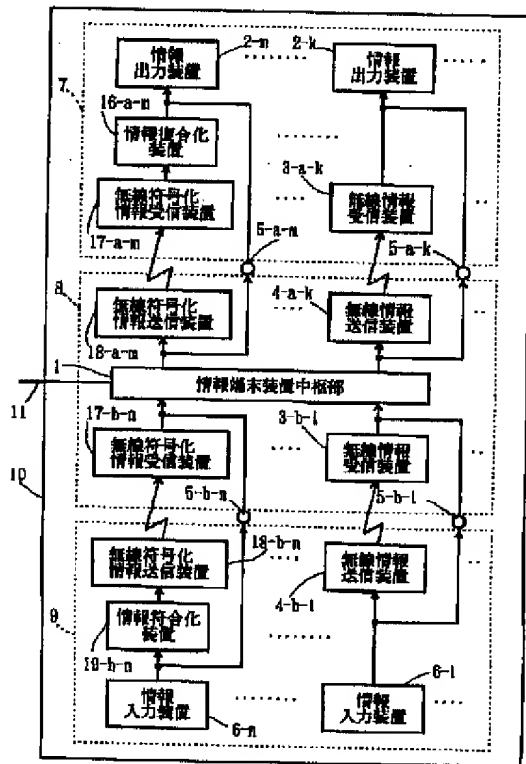 2-m
2-k
情報
出力装置
情報
出力装置
7
16-a-m
情報復合化
装置
3-a-k
無線符号化
情報受信装置
無線情報
受信装置
17-a-m
5-a-m
5-a-k
8
4-a-k
無線符号化
情報送信装置
無線情報
送信装置
18-a-m
1
情報端末装置中枢部
11
17-b-n
3-b-l
10
無線符号化
情報受信装置
無線情報
受信装置
5-b-n
5-b-l
無線符号化
情報送信装置
18-b-n
無線情報
送信装置
9
情報符合化
装置
4-b-l
19-b-n
情報
入力装置
6-n
情報
入力装置
6-l